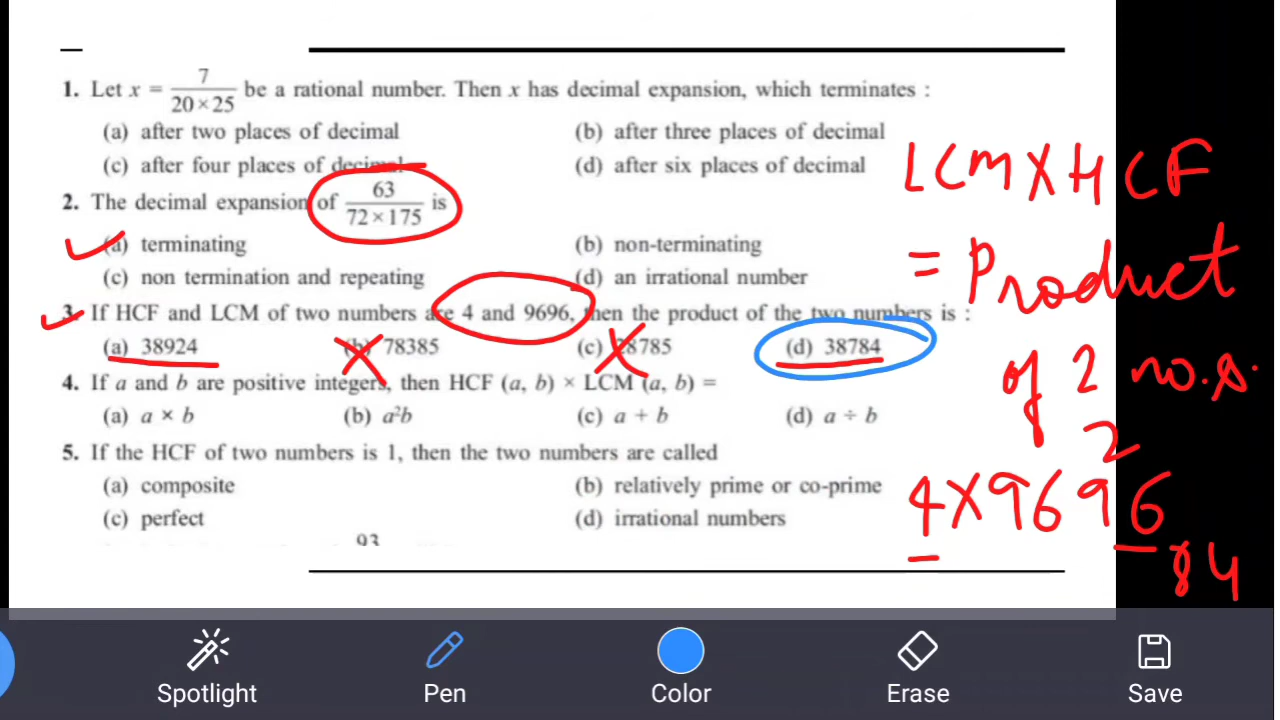 1. Let x = 7 / 20 × 25 be a rational number. Then x has decimal expansion, which terminates :
(a) after two places of decimal (b) after three places of decimal
(c) after four places of decimal (d) after six places of decimal
2. The decimal expansion of 63 / 72 × 175 is
(a) terminating (b) non-terminating
(c) non termination and repeating (d) an irrational number
3. If HCF and LCM of two numbers are 4 and 9696, then the product of the two numbers is :
(a) 38924 (b) 78385 (c) 28785 (d) 38784
4. If a and b are positive integers, then HCF (a, b) × LCM (a, b) =
(a) a × b (b) a²b (c) a + b (d) a ÷ b
5. If the HCF of two numbers is 1, then the two numbers are called
(a) composite (b) relatively prime or co-prime
(c) perfect (d) irrational numbers
93
LCM X HCF
= Product
of 2 no.s.
2
4X9696
84
Spotlight Pen Color Erase Save